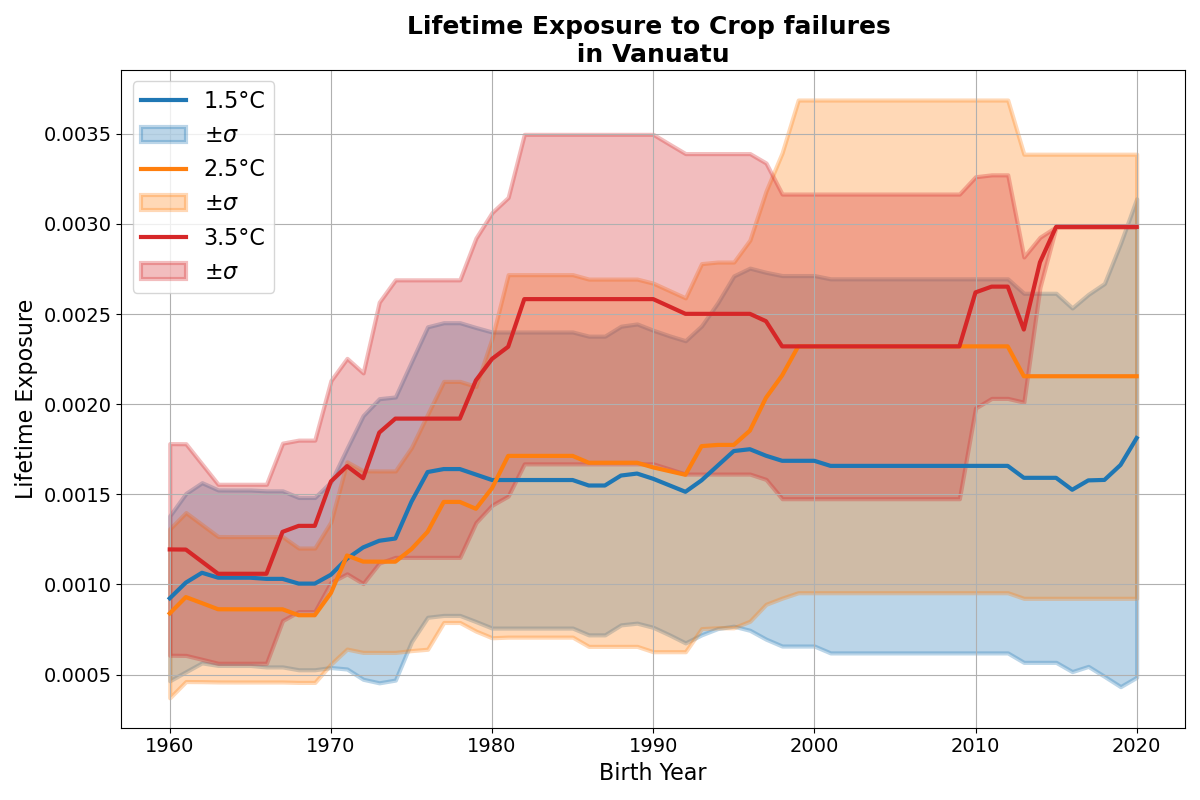 Lifetime Exposure to Crop failures
in Vanuatu
1.5°C
±σ
2.5°C
±σ
3.5°C
±σ
Lifetime Exposure
0.0035
0.0030
0.0025
0.0020
0.0015
0.0010
0.0005
1960 1970 1980 1990 2000 2010 2020
Birth Year